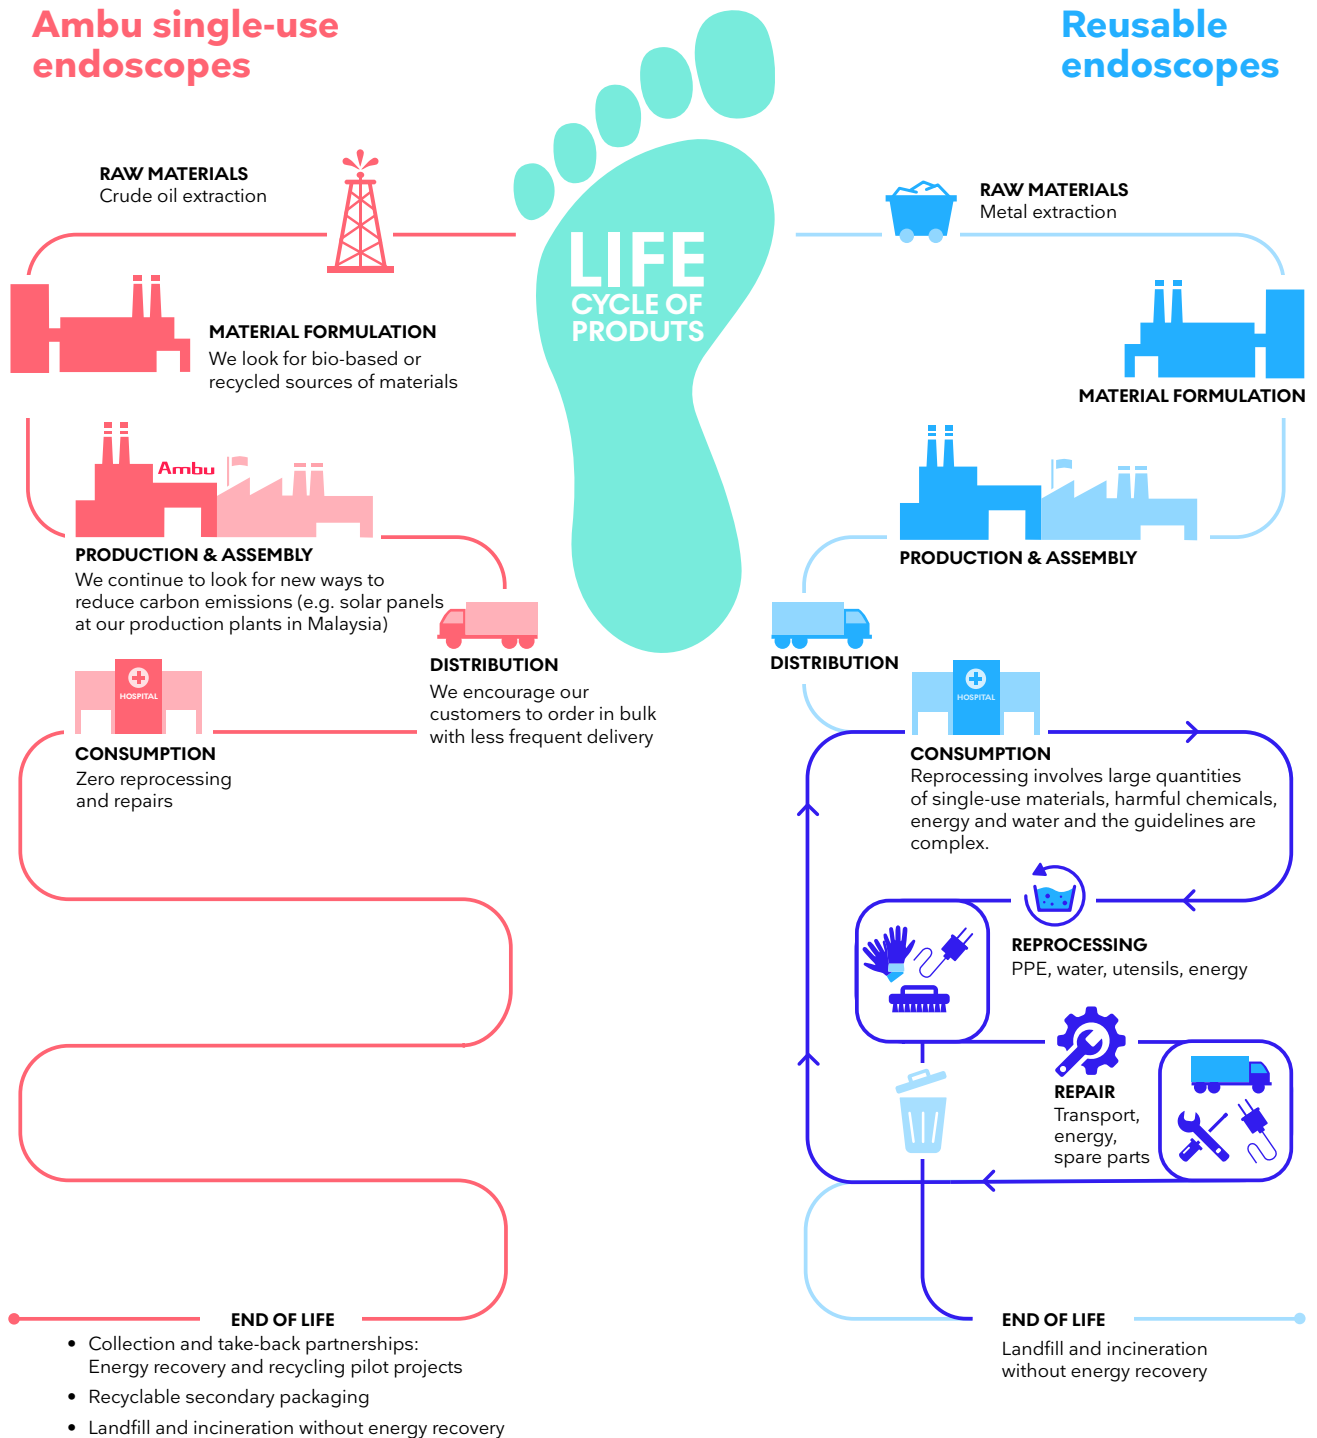 Ambu single-use
endoscopes
Reusable
endoscopes
LIFE
CYCLE OF
PRODUTS
RAW MATERIALS
Crude oil extraction
MATERIAL FORMULATION
We look for bio-based or
recycled sources of materials
Ambu
PRODUCTION & ASSEMBLY
We continue to look for new ways to
reduce carbon emissions (e.g. solar panels
at our production plants in Malaysia)
DISTRIBUTION
We encourage our
customers to order in bulk
with less frequent delivery
HOSPITAL
CONSUMPTION
Zero reprocessing
and repairs
END OF LIFE
• Collection and take-back partnerships:
Energy recovery and recycling pilot projects
• Recyclable secondary packaging
• Landfill and incineration without energy recovery
RAW MATERIALS
Metal extraction
MATERIAL FORMULATION
PRODUCTION & ASSEMBLY
DISTRIBUTION
HOSPITAL
CONSUMPTION
Reprocessing involves large quantities
of single-use materials, harmful chemicals,
energy and water and the guidelines are
complex.
REPROCESSING
PPE, water, utensils, energy
REPAIR
Transport,
energy,
spare parts
END OF LIFE
Landfill and incineration
without energy recovery